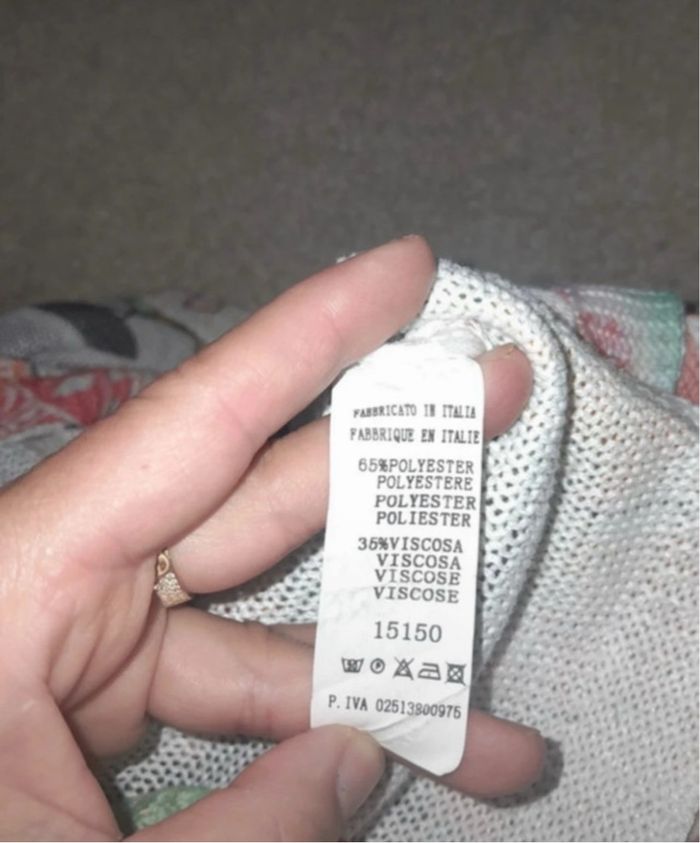 FABBRICATO IN ITALIA
FABBRIQUE EN ITALIE
65%POLYESTER
POLYESTERE
POLYESTER
POLIESTER
35%VISCOSA
VISCOSA
VISCOSE
VISCOSE
15150
P. IVA 02513800975